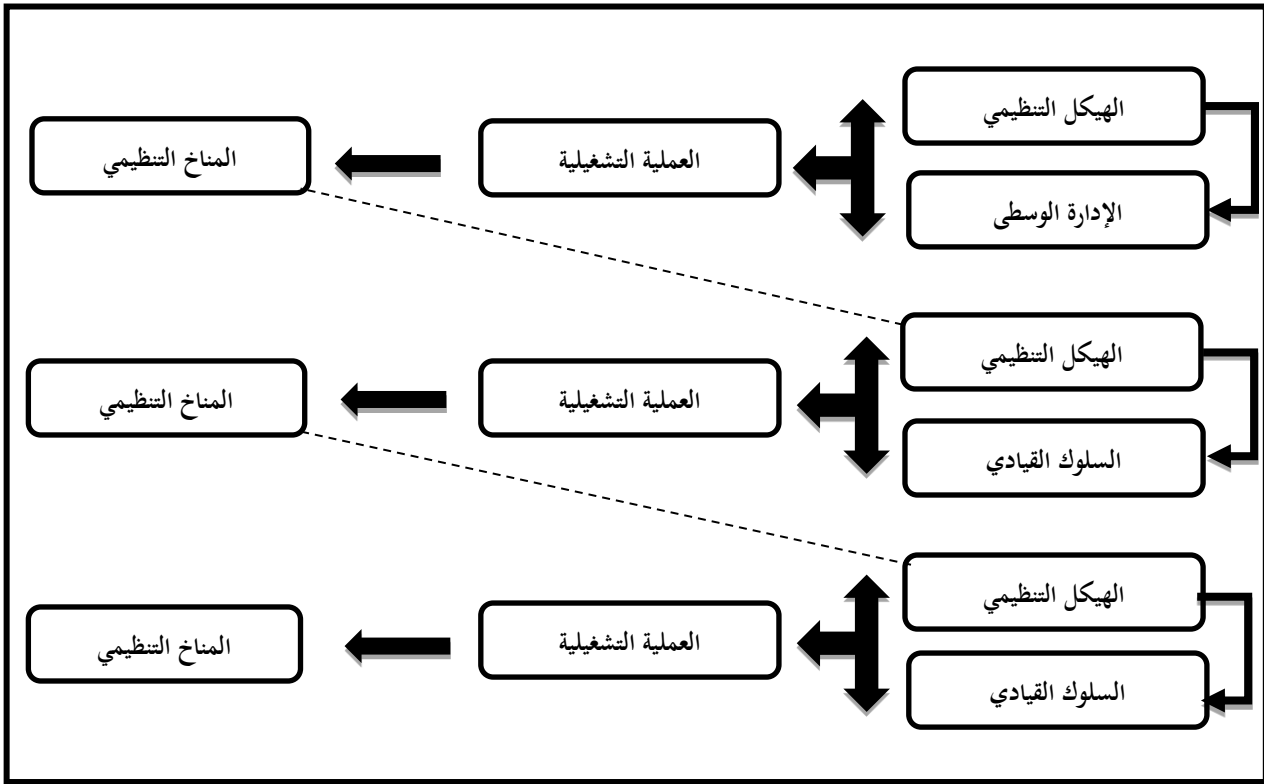 الهيكل التنظيمي
العملية التشغيلية
المناخ التنظيمي
الإدارة الوسطى
الهيكل التنظيمي
العملية التشغيلية
المناخ التنظيمي
السلوك القيادي
الهيكل التنظيمي
العملية التشغيلية
المناخ التنظيمي
السلوك القيادي